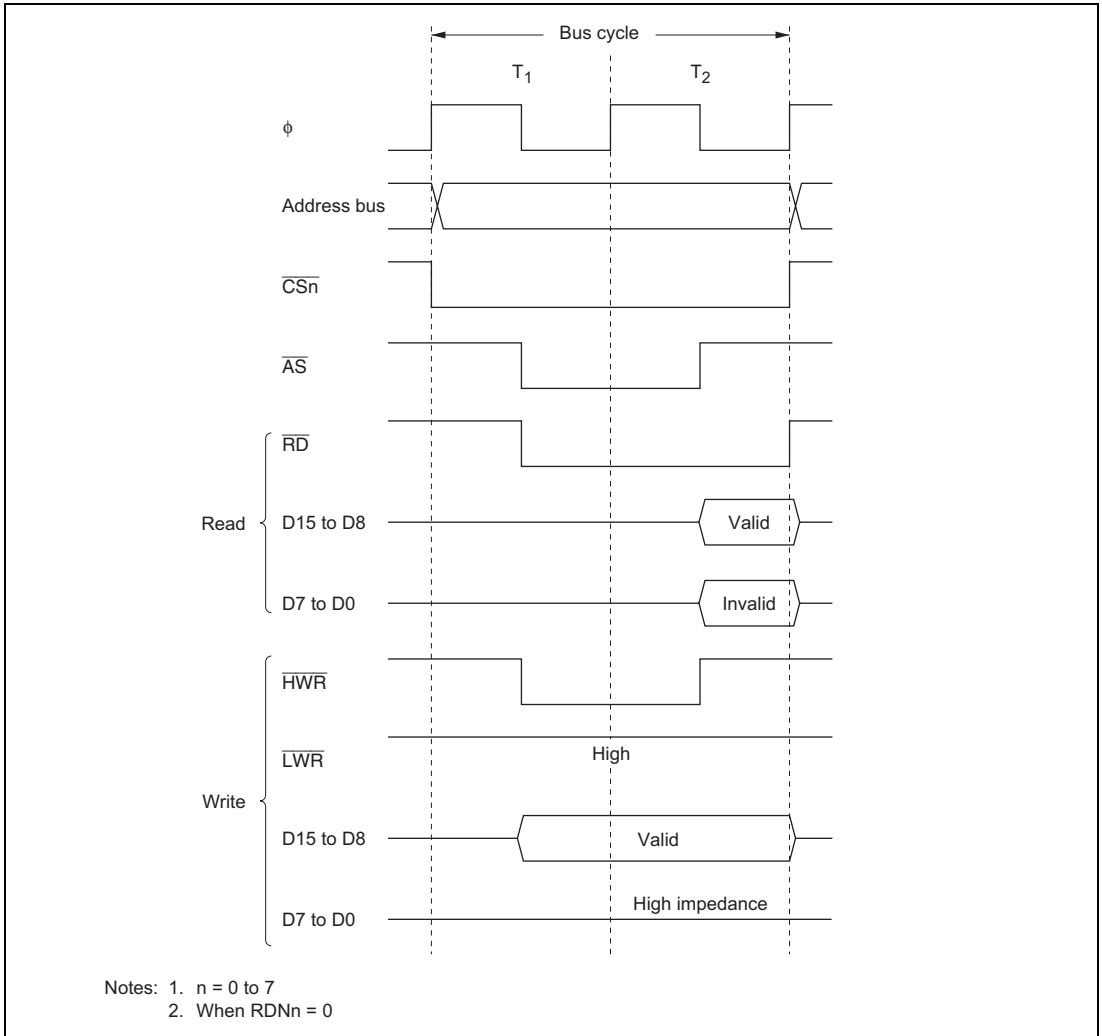 Bus cycle
T1 T2
φ
Address bus
CSn
AS
RD
Read
D15 to D8 Valid
D7 to D0 Invalid
HWR
LWR High
Write
D15 to D8 Valid
D7 to D0 High impedance
Notes: 1. n = 0 to 7
2. When RDNn = 0